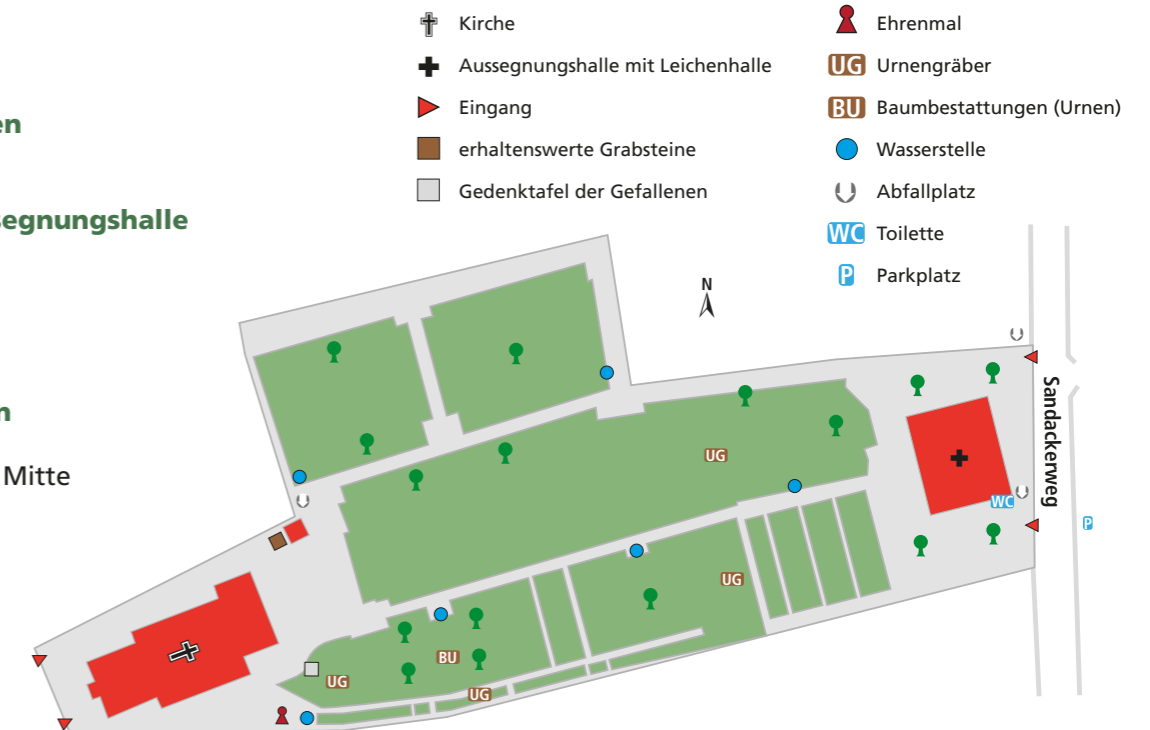 Kirche
Aussegnungshalle mit Leichenhalle
Eingang
erhaltenswerte Grabsteine
Gedenktafel der Gefallenen
Ehrenmal
UG Urnengräber
BU Baumbestattungen (Urnen)
Wasserstelle
Abfallplatz
WC Toilette
P Parkplatz
en
segnungshalle
n
Mitte
N
Sandackerweg
UG
WC
P
UG
BU
UG
UG